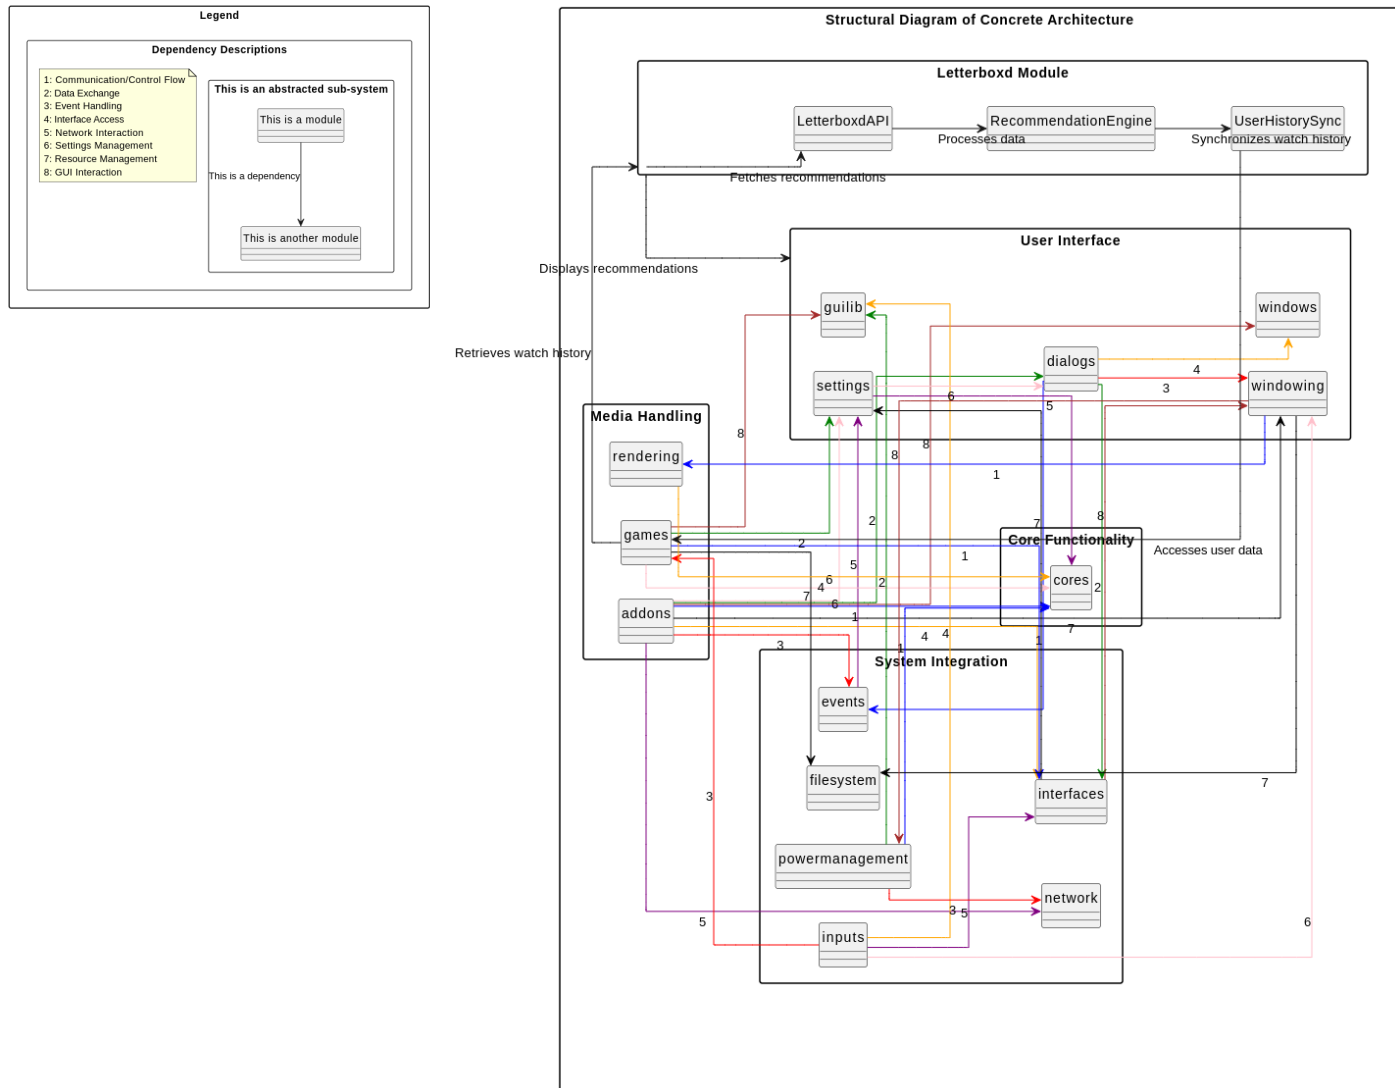 Legend
Dependency Descriptions
1: Communication/Control Flow
2: Data Exchange
3: Event Handling
4: Interface Access
5: Network Interaction
6: Settings Management
7: Resource Management
8: GUI Interaction
This is an abstracted sub-system
This is a module
This is a dependency
This is another module
Structural Diagram of Concrete Architecture
Letterboxd Module
LetterboxdAPI
RecommendationEngine
UserHistorySync
Processes data
Synchronizes watch history
Fetches recommendations
User Interface
Displays recommendations
guilib
windows
Retrieves watch history
dialogs
4
settings
windowing
3
6
5
Media Handling
8
8
rendering
8
1
games
2
7
8
Core Functionality
2
1
Accesses user data
5
cores
6
2
4
2
7
addons
6
1
7
3
4
4
1
1
System Integration
events
filesystem
7
interfaces
3
powermanagement
network
3
5
5
6
inputs